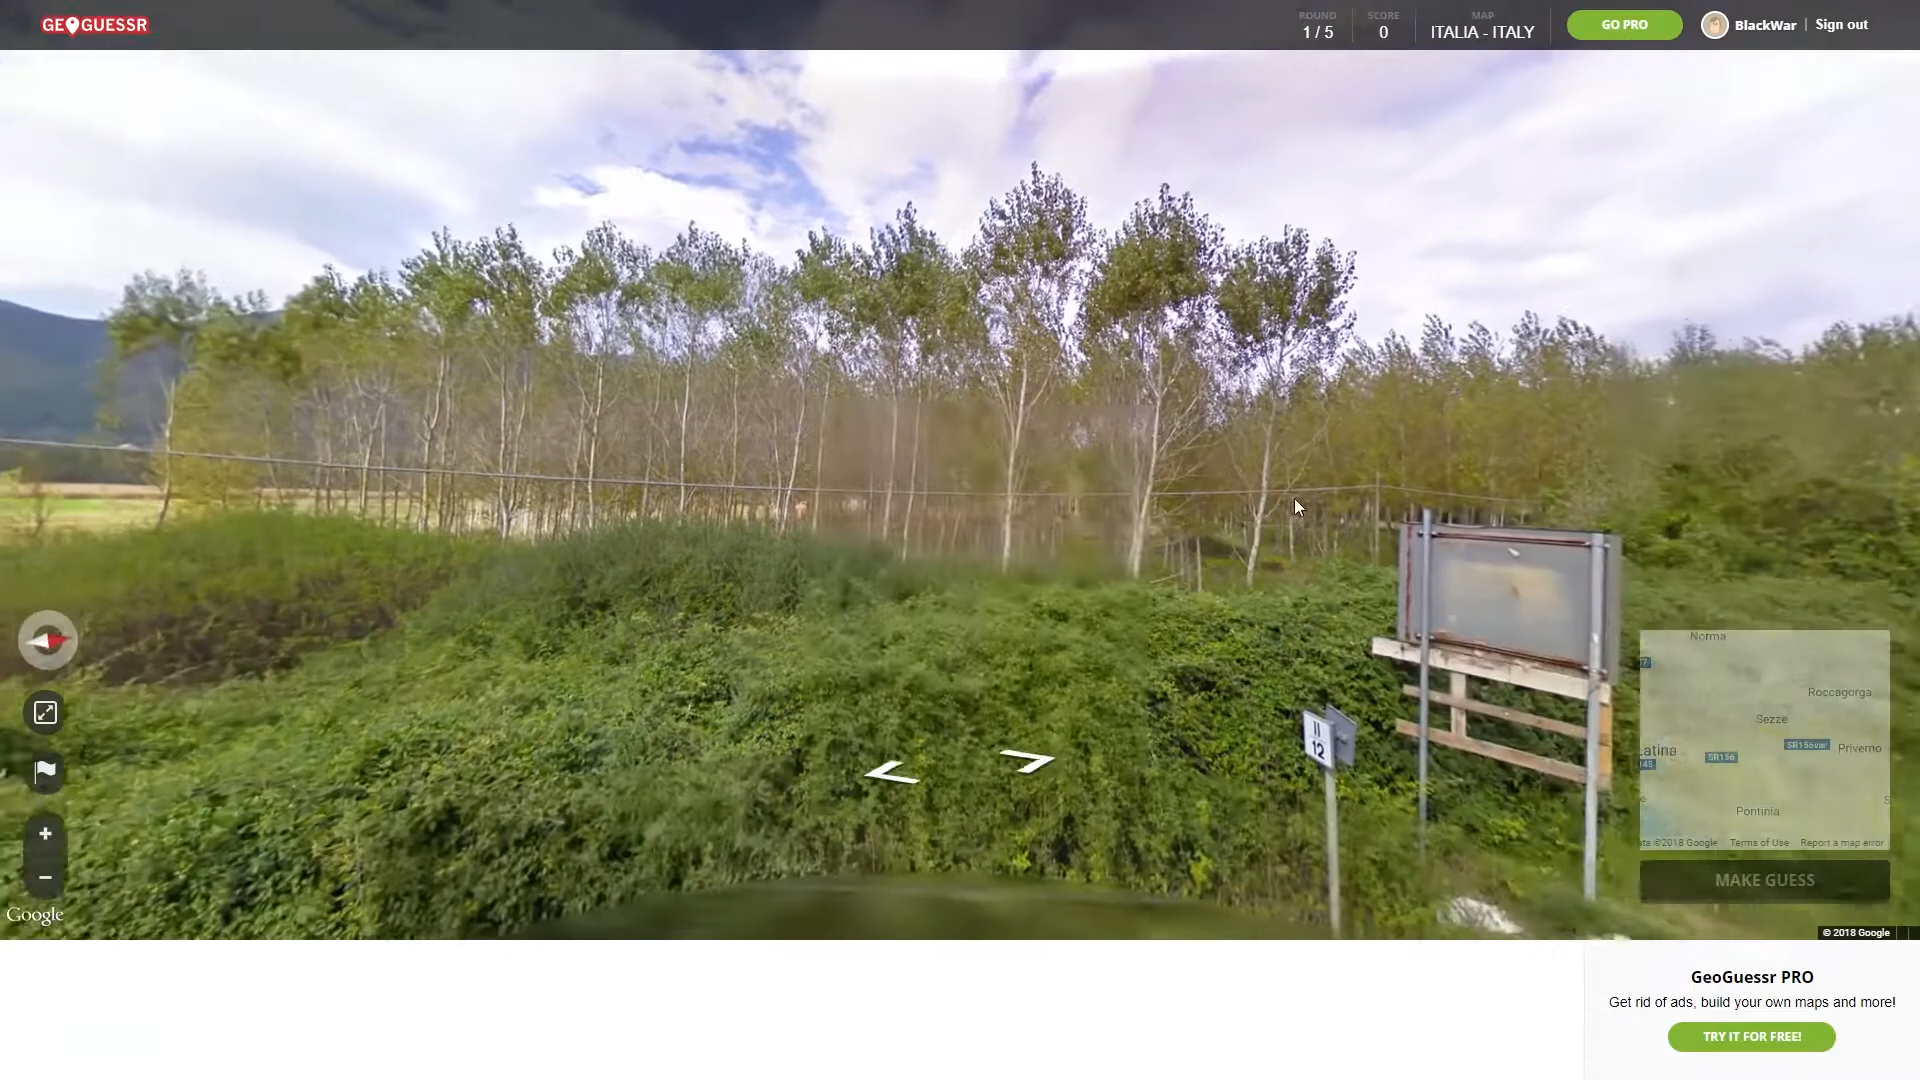 GEOGUESSR
ROUND
1 / 5
SCORE
0
MAP
ITALIA - ITALY
GO PRO
BlackWar
Sign out
II
12
Norma
Roccagorga
Sezze
SR156var
Priverno
Latina
SR156
Pontinia
©2018 Google
Terms of Use
Report a map error
MAKE GUESS
Google
© 2018 Google
GeoGuessr PRO
Get rid of ads, build your own maps and more!
TRY IT FOR FREE!